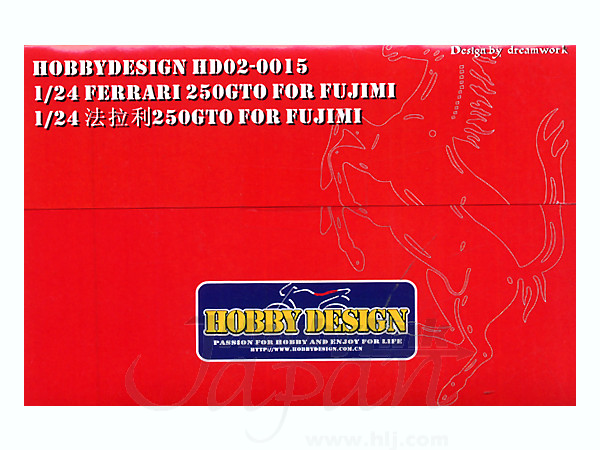 Design by dreamwork
HOBBYDESIGN HD02-0015
1/24 FERRARI 250GTO FOR FUJIMI
1/24 法拉利250GTO FOR FUJIMI
HOBBY DESIGN
PASSION FOR HOBBY AND ENJOY FOR LIFE
HTTP://WWW.HOBBYDESIGN.COM.CN
Japan
www.hlj.com